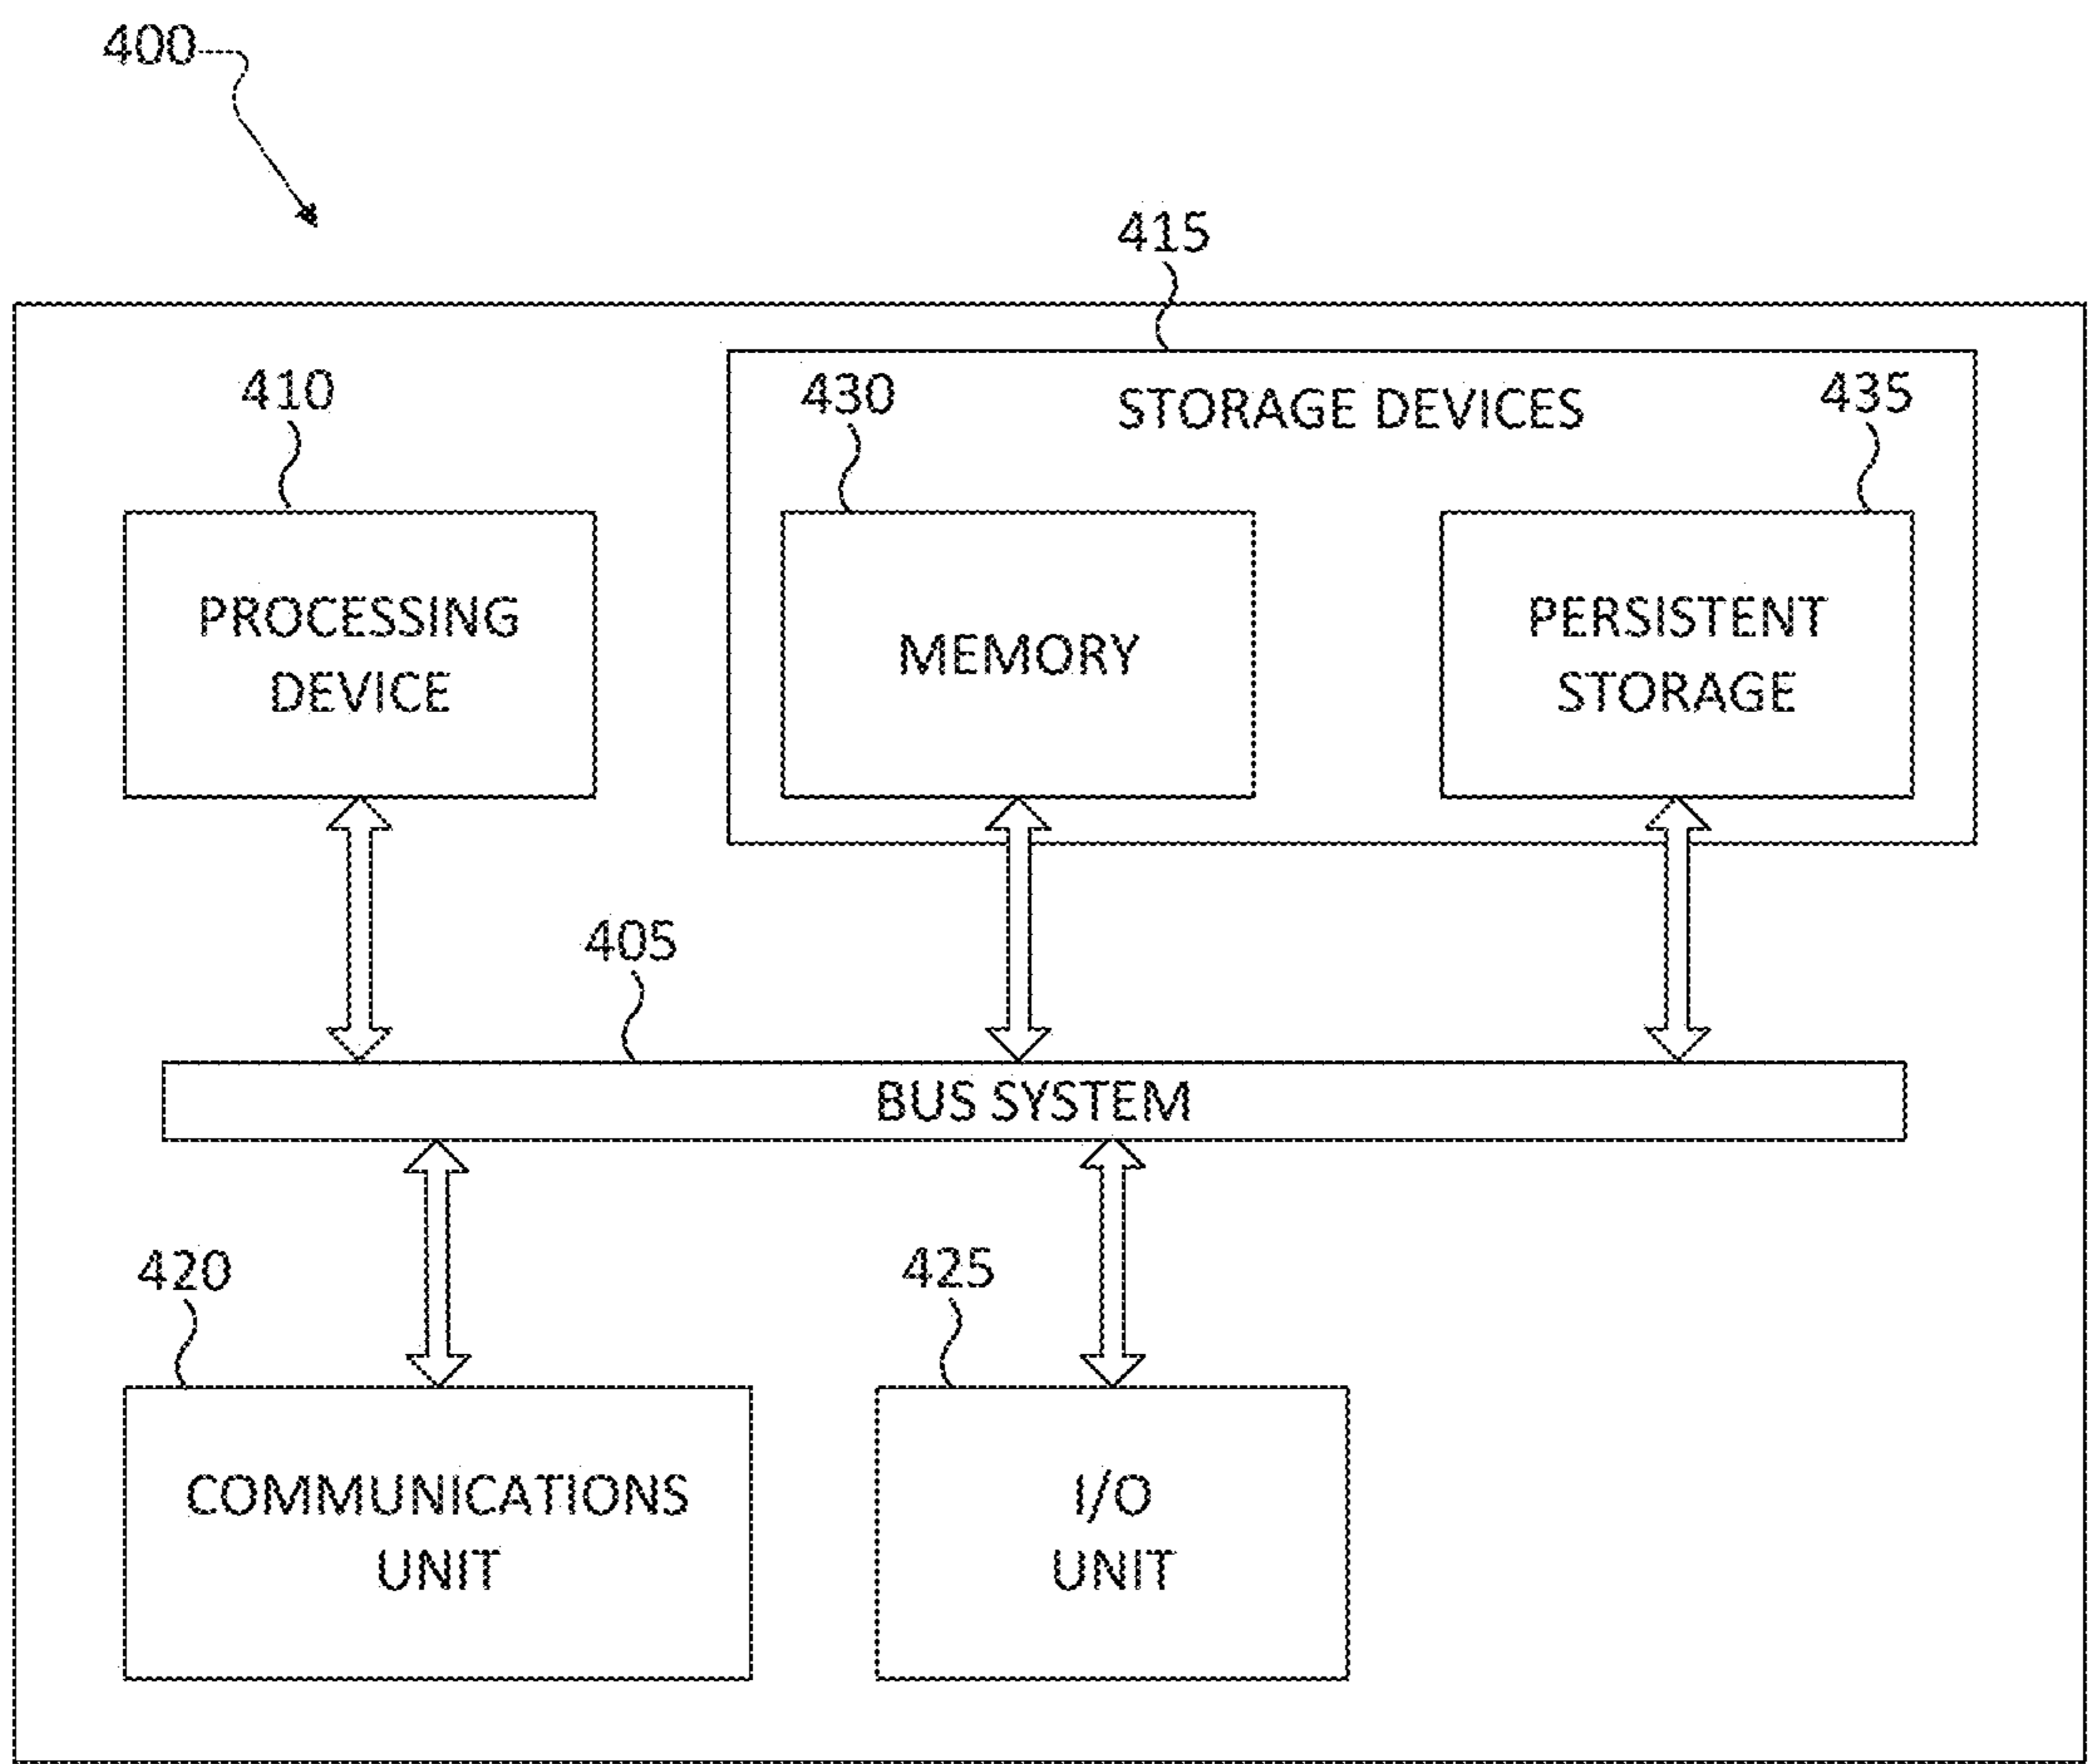 400
415
410
430
STORAGE DEVICES
435
PROCESSING
DEVICE
MEMORY
PERSISTENT
STORAGE
405
BUS SYSTEM
420
425
COMMUNICATIONS
UNIT
I/O
UNIT